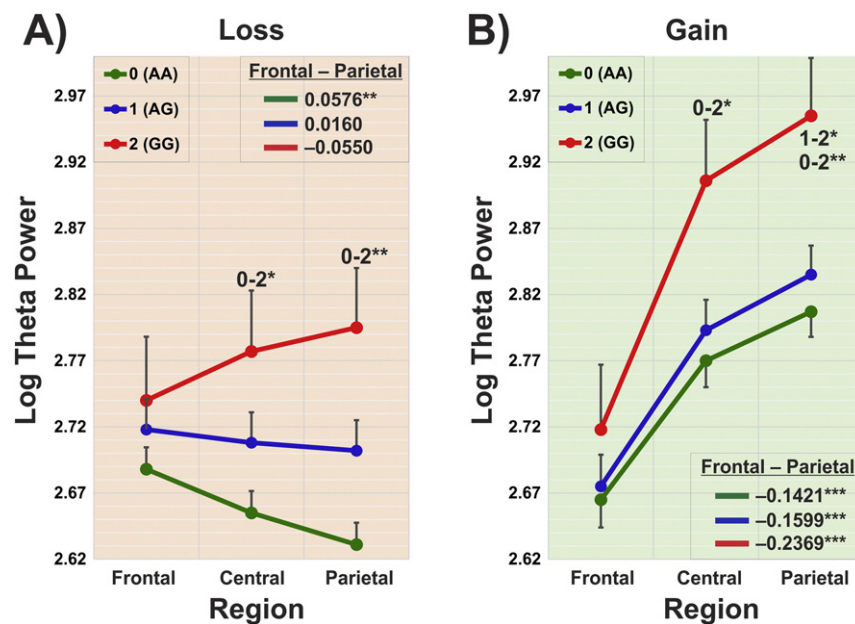 A)
Loss
0 (AA)
1 (AG)
2 (GG)
Frontal – Parietal
0.0576**
0.0160
–0.0550
Log Theta Power
2.97
2.92
2.87
2.82
2.77
2.72
2.67
2.62
0-2*
0-2**
Frontal
Central
Parietal
Region
B)
Gain
0 (AA)
1 (AG)
2 (GG)
0-2*
1-2*
0-2**
Log Theta Power
2.97
2.92
2.87
2.82
2.77
2.72
2.67
2.62
Frontal – Parietal
–0.1421***
–0.1599***
–0.2369***
Frontal
Central
Parietal
Region